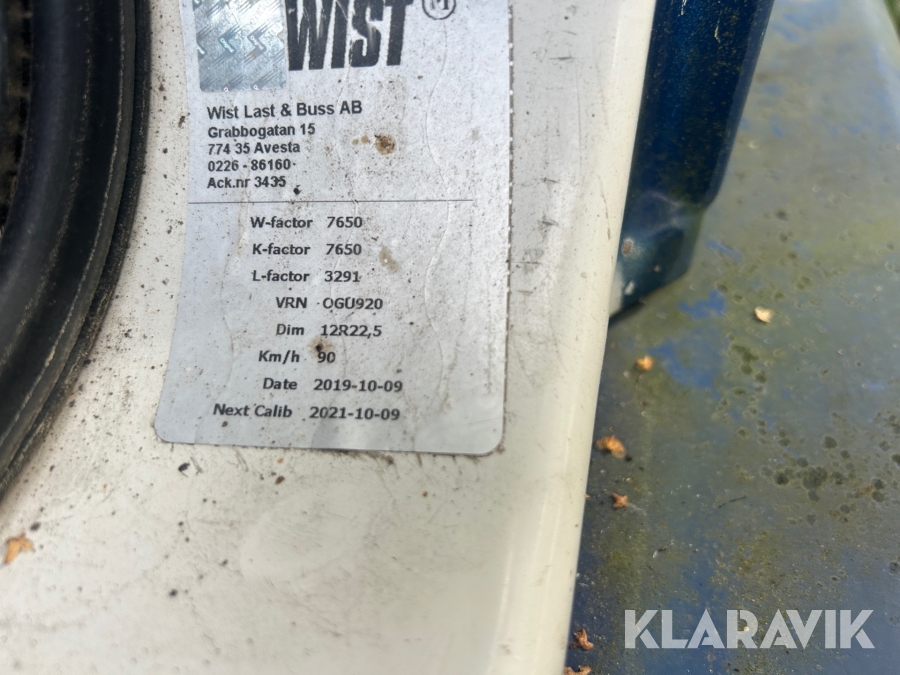 WIST M
Wist Last & Buss AB
Grabbogatan 15
774 35 Avesta
0226 - 86160
Ack.nr 3435
W-factor 7650
K-factor 7650
L-factor 3291
VRN OGU920
Dim 12R22,5
Km/h 90
Date 2019-10-09
Next Calib 2021-10-09
KLARAVIK